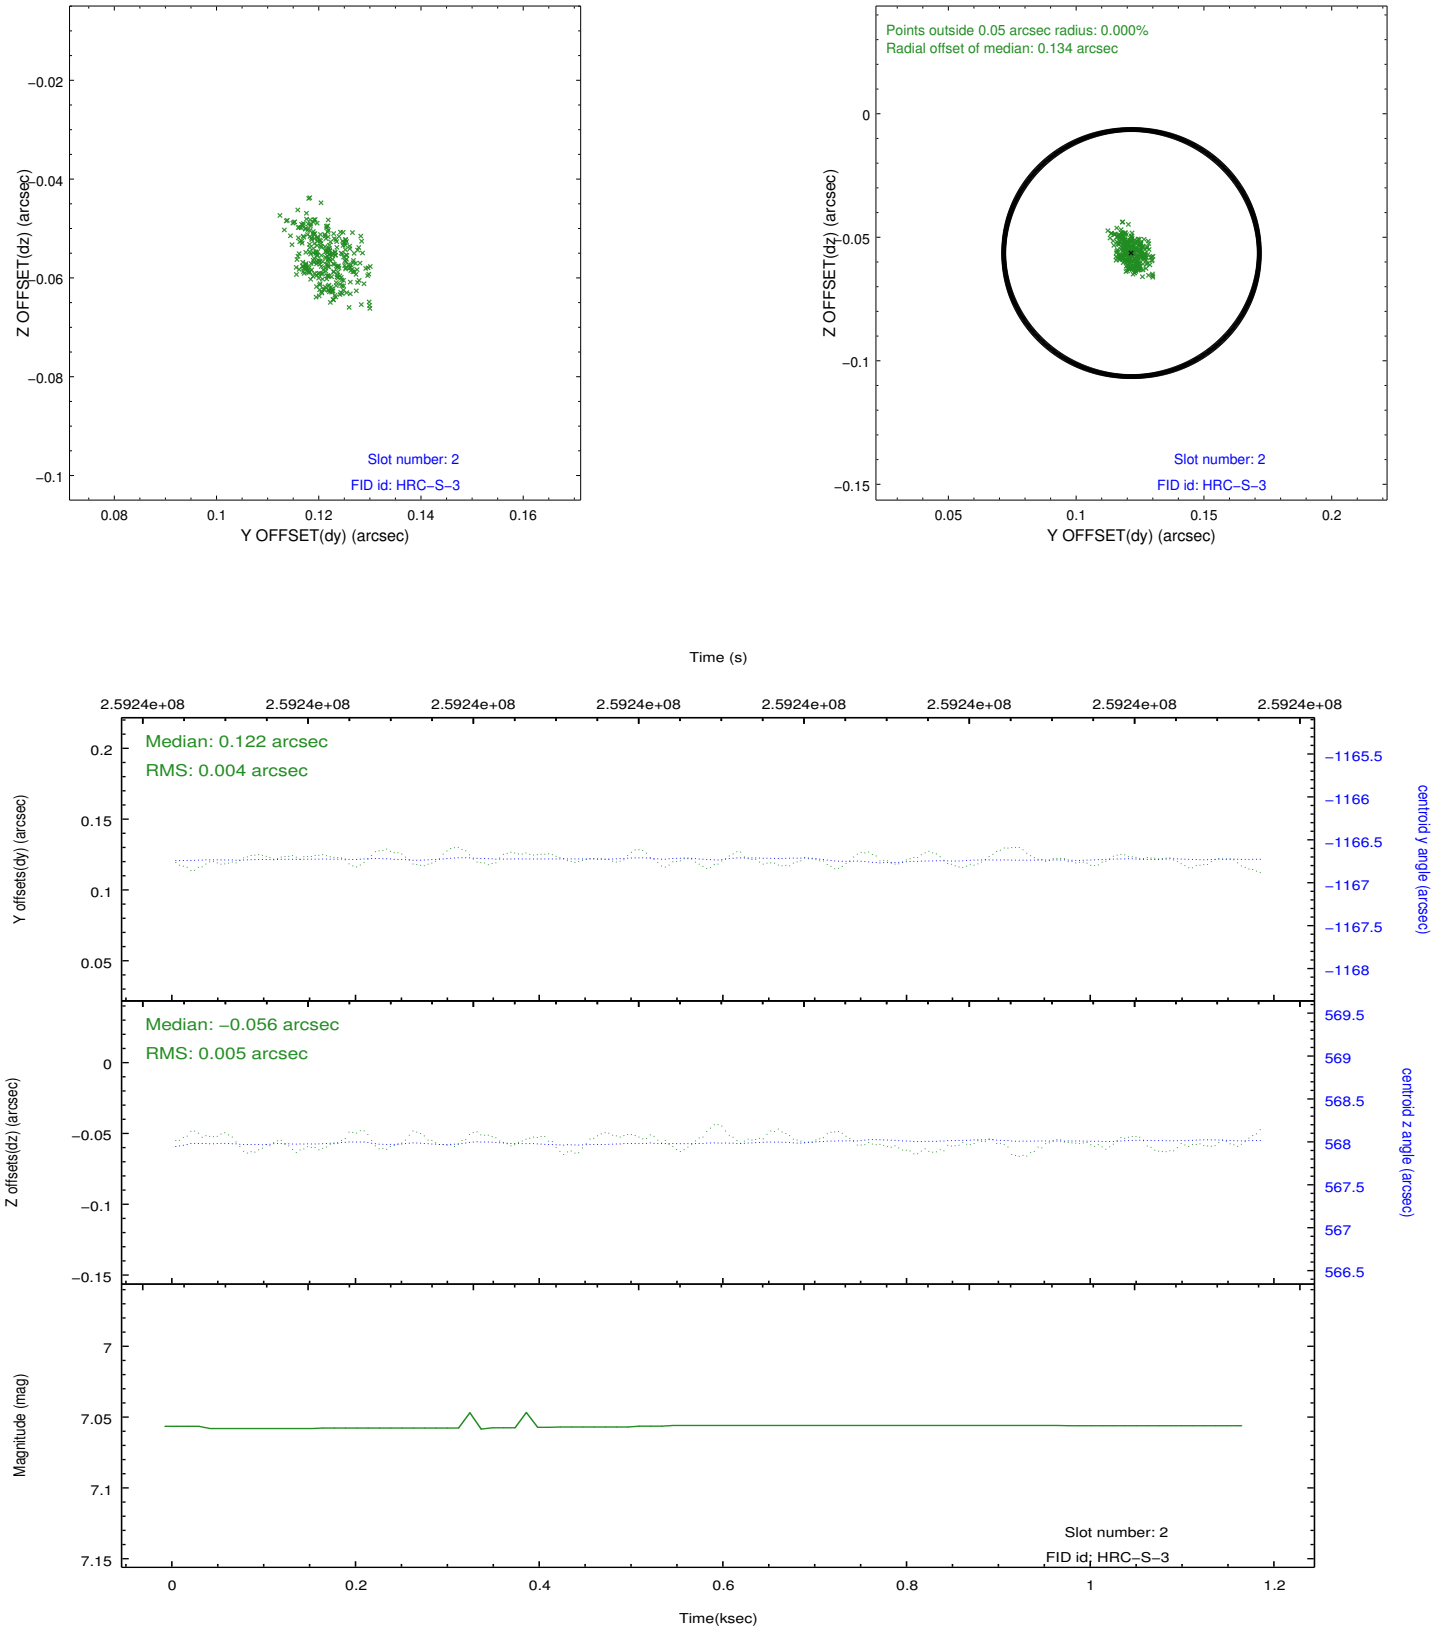 −0.02
−0.04
−0.06
−0.08
−0.1
Z OFFSET(dz) (arcsec)
Slot number: 2
FID id: HRC−S−3
0.08
0.1
0.12
0.14
0.16
Y OFFSET(dy) (arcsec)
Points outside 0.05 arcsec radius: 0.000%
Radial offset of median: 0.134 arcsec
0
−0.05
−0.1
−0.15
Z OFFSET(dz) (arcsec)
Slot number: 2
FID id: HRC−S−3
0.05
0.1
0.15
0.2
Y OFFSET(dy) (arcsec)
Time (s)
2.5924e+08
2.5924e+08
2.5924e+08
2.5924e+08
2.5924e+08
2.5924e+08
2.5924e+08
2.5924e+08
Median: 0.122 arcsec
RMS: 0.004 arcsec
0.2
0.15
0.1
0.05
Y offsets(dy) (arcsec)
−1165.5
−1166
−1166.5
−1167
−1167.5
−1168
centroid y angle (arcsec)
Median: −0.056 arcsec
RMS: 0.005 arcsec
0
−0.05
−0.1
−0.15
Z offsets(dz) (arcsec)
569.5
569
568.5
568
567.5
567
566.5
centroid z angle (arcsec)
7
7.05
7.1
7.15
Magnitude (mag)
Slot number: 2
FID id: HRC−S−3
0
0.2
0.4
0.6
0.8
1
1.2
Time(ksec)